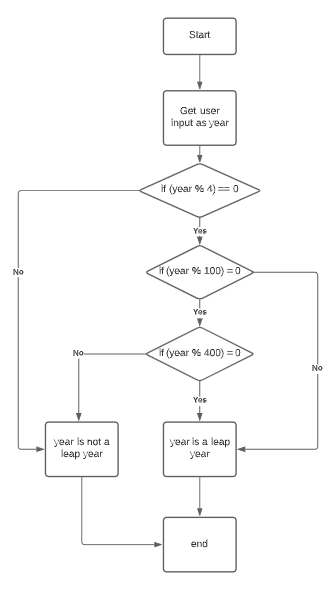 Start
Get user
input as year
if (year % 4) == 0
Yes
No
if (year % 100) = 0
Yes
No
if (year % 400) = 0
No
Yes
year is not a
leap year
year is a leap
year
end